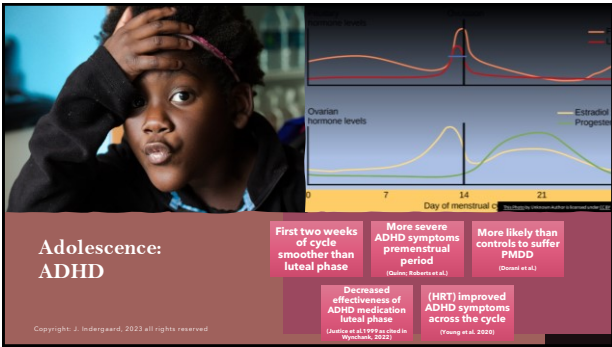 hormone levels
Ovarian
hormone levels
Estradiol
0 7 14 21
Day of menstrual
Adolescence:
ADHD
First two weeks
of cycle
smoother than
luteal phase
More severe
ADHD symptoms
premenstrual
period
(Quinn; Roberts et al.)
More likely than
controls to suffer
PMDD
(Dorani et al.)
Decreased
effectiveness of
ADHD medication
luteal phase
(Justice et al.1999 as cited in
Wynchank, 2022)
(HRT) improved
ADHD symptoms
across the cycle
(Young et al. 2020)
Copyright: J. Indergaard, 2023 all rights reserved